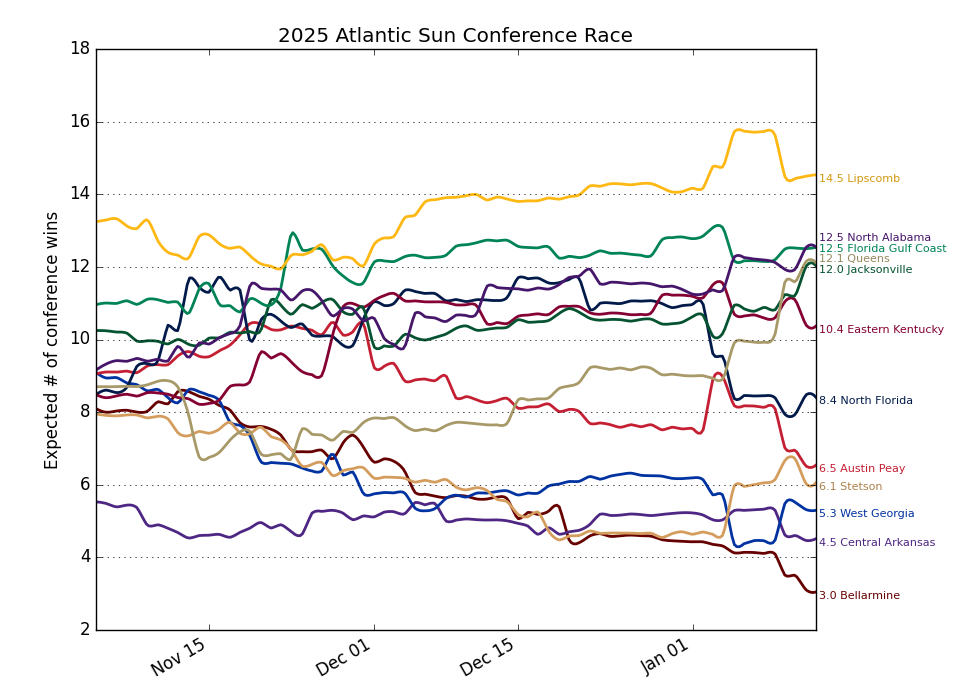 2025 Atlantic Sun Conference Race
Expected # of conference wins
18
16
14
12
10
8
6
4
2
Nov 15
Dec 01
Dec 15
Jan 01
14.5 Lipscomb
12.5 North Alabama
12.5 Florida Gulf Coast
12.1 Queens
12.0 Jacksonville
10.4 Eastern Kentucky
8.4 North Florida
6.5 Austin Peay
6.1 Stetson
5.3 West Georgia
4.5 Central Arkansas
3.0 Bellarmine